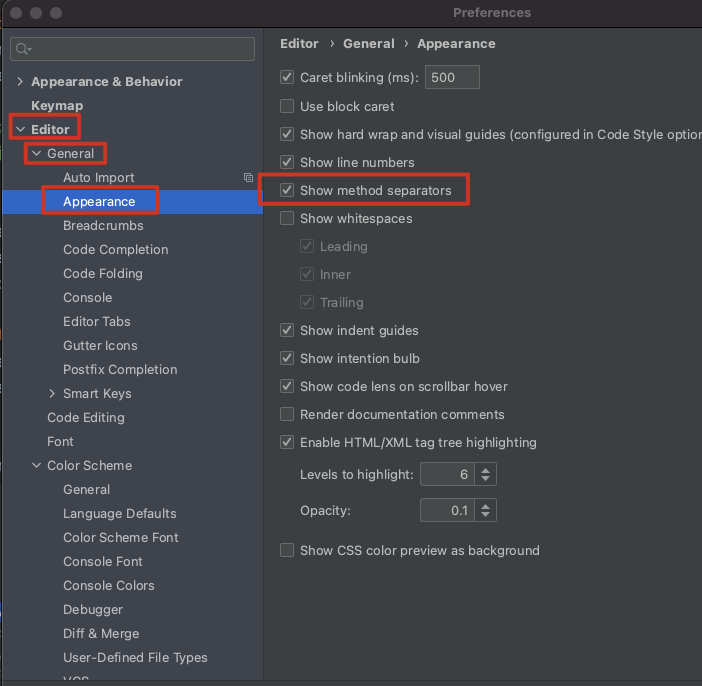 Preferences
Appearance & Behavior
Keymap
Editor
General
Auto Import
Appearance
Breadcrumbs
Code Completion
Code Folding
Console
Editor Tabs
Gutter Icons
Postfix Completion
Smart Keys
Code Editing
Font
Color Scheme
General
Language Defaults
Color Scheme Font
Console Font
Console Colors
Debugger
Diff & Merge
User-Defined File Types
VCS
Editor › General › Appearance
Caret blinking (ms): 500
Use block caret
Show hard wrap and visual guides (configured in Code Style option
Show line numbers
Show method separators
Show whitespaces
Leading
Inner
Trailing
Show indent guides
Show intention bulb
Show code lens on scrollbar hover
Render documentation comments
Enable HTML/XML tag tree highlighting
Levels to highlight: 6
Opacity: 0.1
Show CSS color preview as background